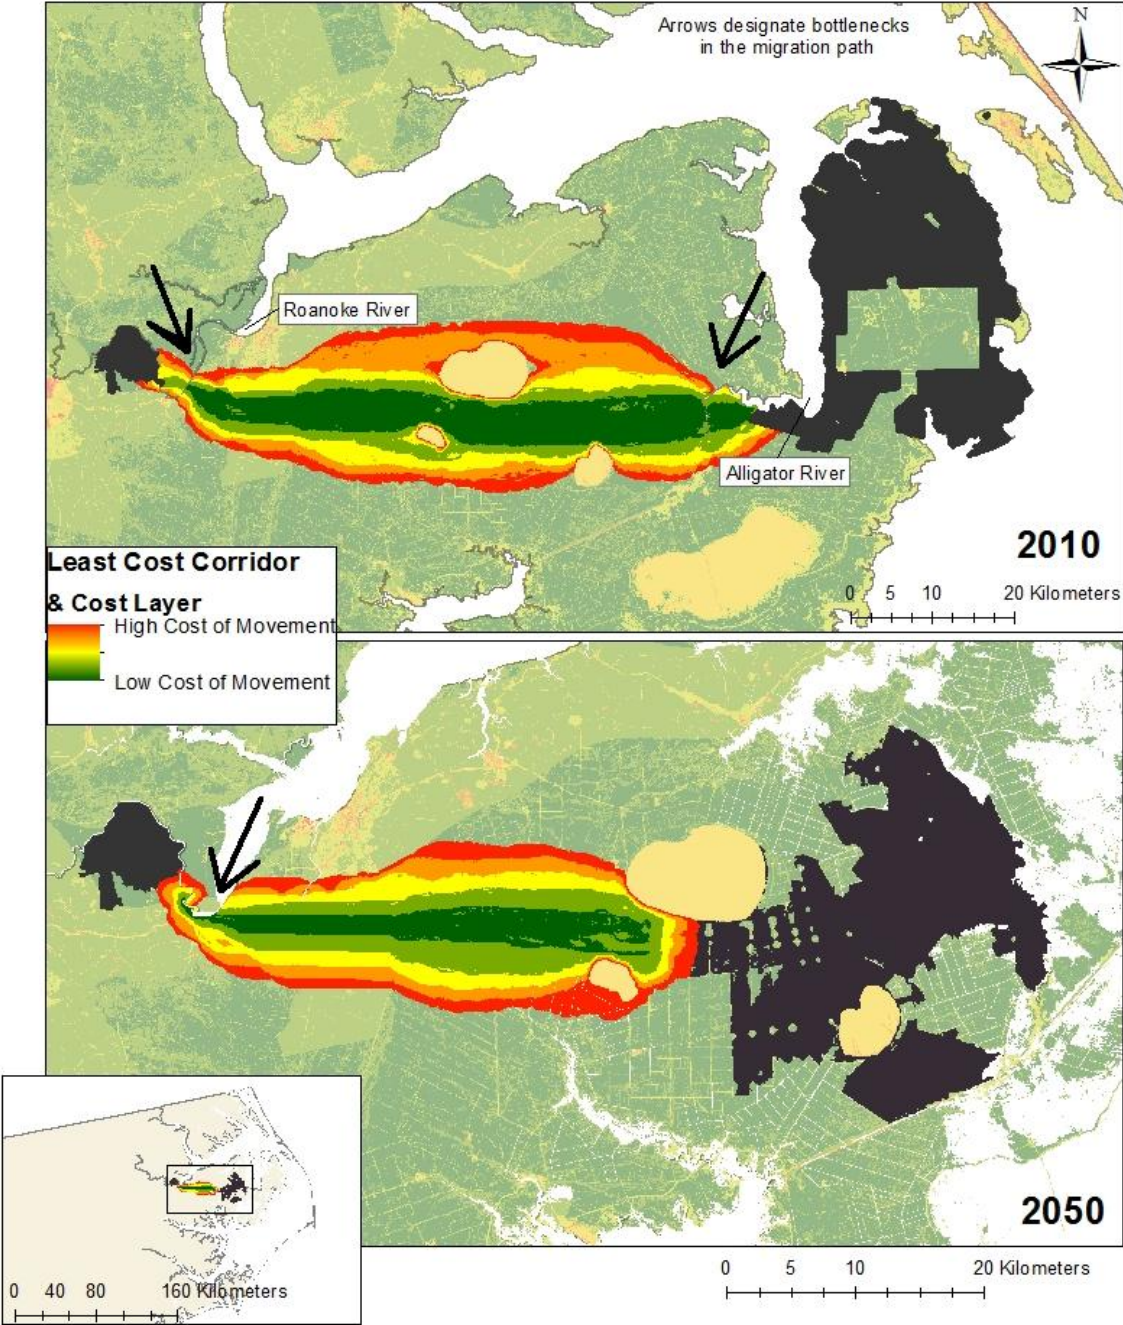 Arrows designate bottlenecks
in the migration path
N
Roanoke River
Alligator River
2010
0 5 10 20 Kilometers
Least Cost Corridor
& Cost Layer
High Cost of Movement
Low Cost of Movement
2050
0 40 80 160 Kilometers
0 5 10 20 Kilometers